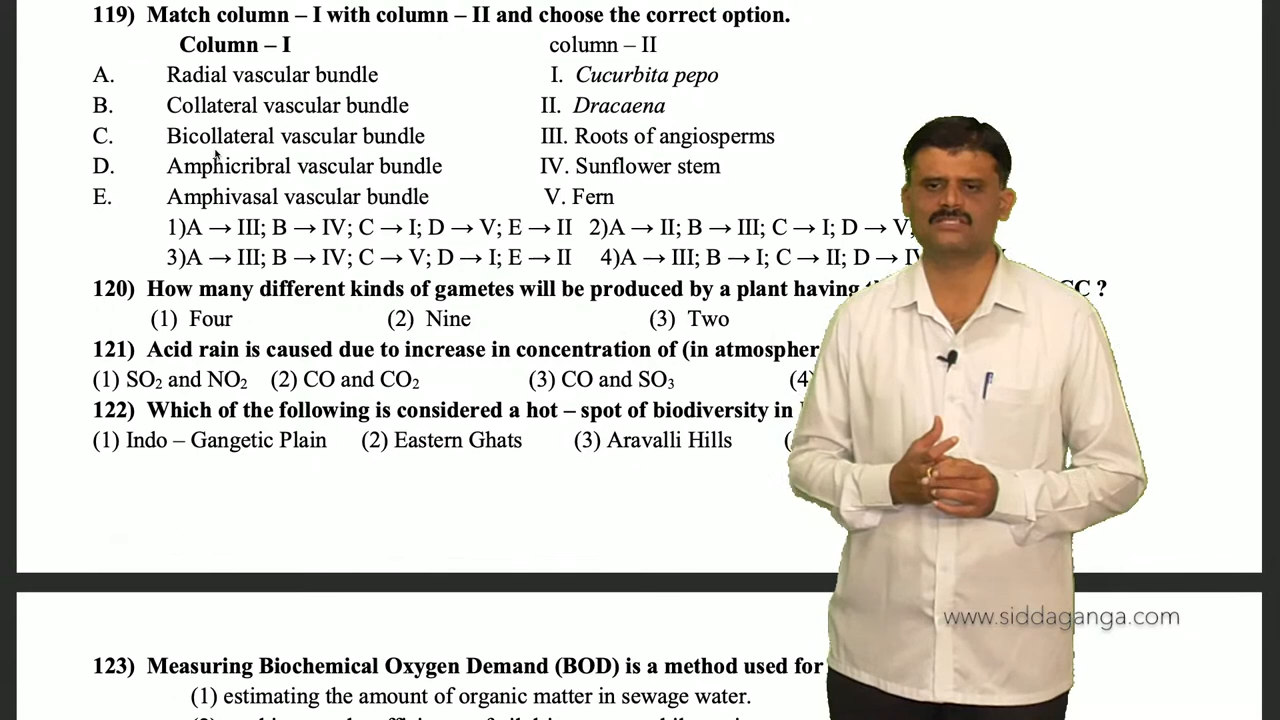 119) Match column – I with column – II and choose the correct option.
Column – I column – II
A. Radial vascular bundle I. Cucurbita pepo
B. Collateral vascular bundle II. Dracaena
C. Bicollateral vascular bundle III. Roots of angiosperms
D. Amphicribral vascular bundle IV. Sunflower stem
E. Amphivasal vascular bundle V. Fern
1)A → III; B → IV; C → I; D → V; E → II 2)A → II; B → III; C → I; D → V;
3)A → III; B → IV; C → V; D → I; E → II 4)A → III; B → I; C → II; D →
120) How many different kinds of gametes will be produced by a plant having CC ?
(1) Four (2) Nine (3) Two
121) Acid rain is caused due to increase in concentration of (in
(1) SO₂ and NO₂ (2) CO and CO₂ (3) CO and SO₃ (4)
122) Which of the following is considered a hot – spot of biodiversity in
(1) Indo – Gangetic Plain (2) Eastern Ghats (3) Aravalli Hills
www.siddaganga.com
123) Measuring Biochemical Oxygen Demand (BOD) is a method used for
(1) estimating the amount of organic matter in sewage water.